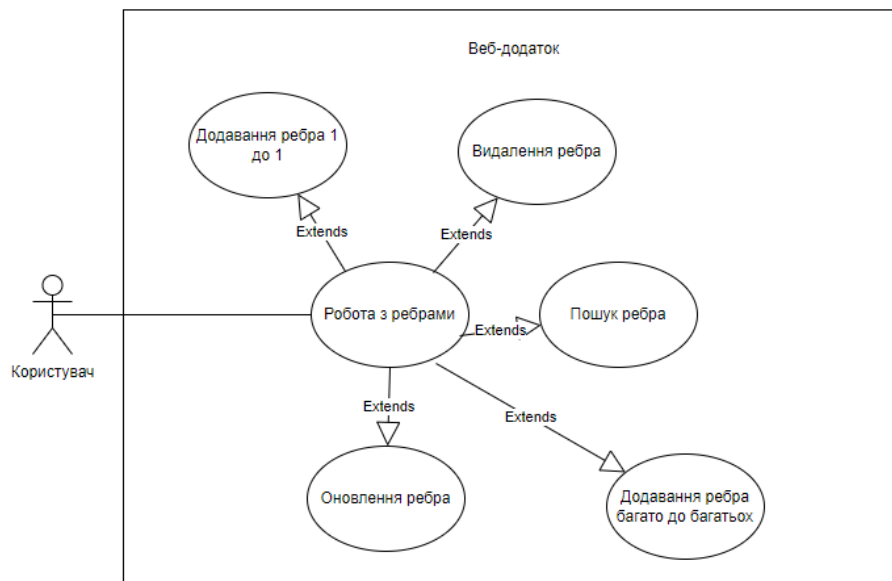 Веб-додаток
Додавання ребра 1
до 1
Видалення ребра
Extends
Extends
Робота з ребрами
Extends
Пошук ребра
Користувач
Extends
Extends
Оновлення ребра
Додавання ребра
багато до багатьох